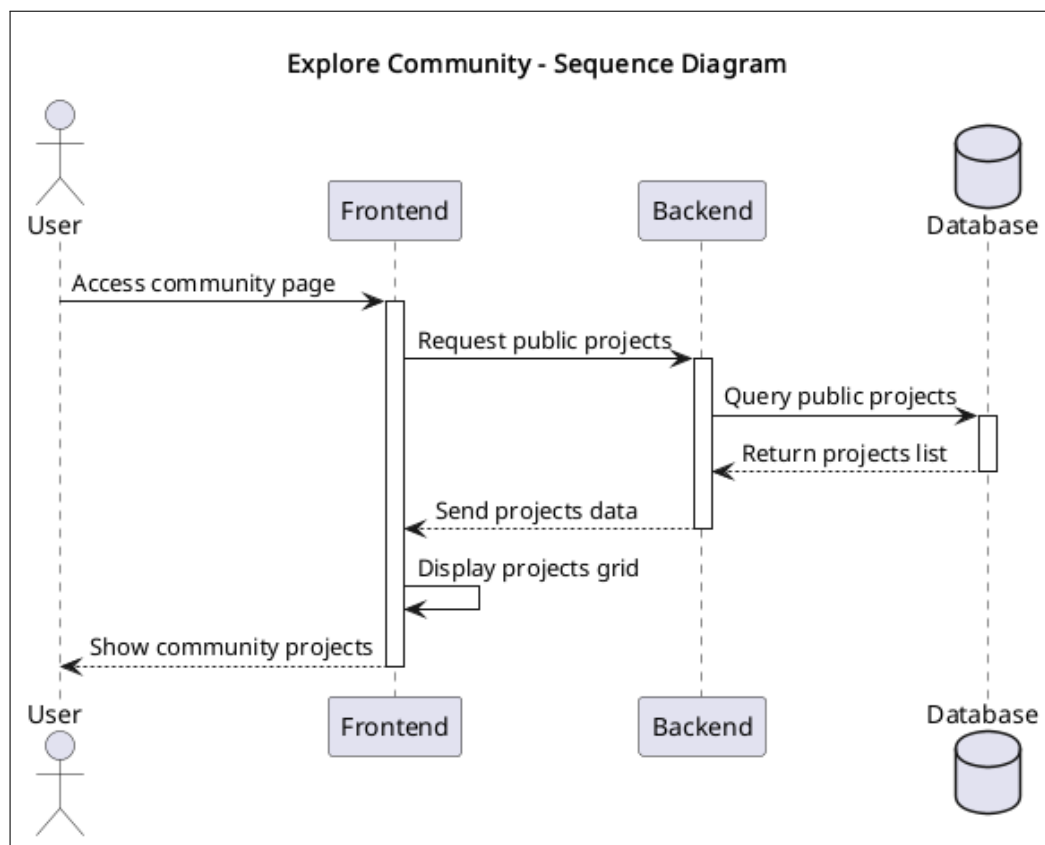 Explore Community - Sequence Diagram
User
Frontend
Backend
Database
Access community page
Request public projects
Query public projects
Return projects list
Send projects data
Display projects grid
Show community projects
User
Frontend
Backend
Database